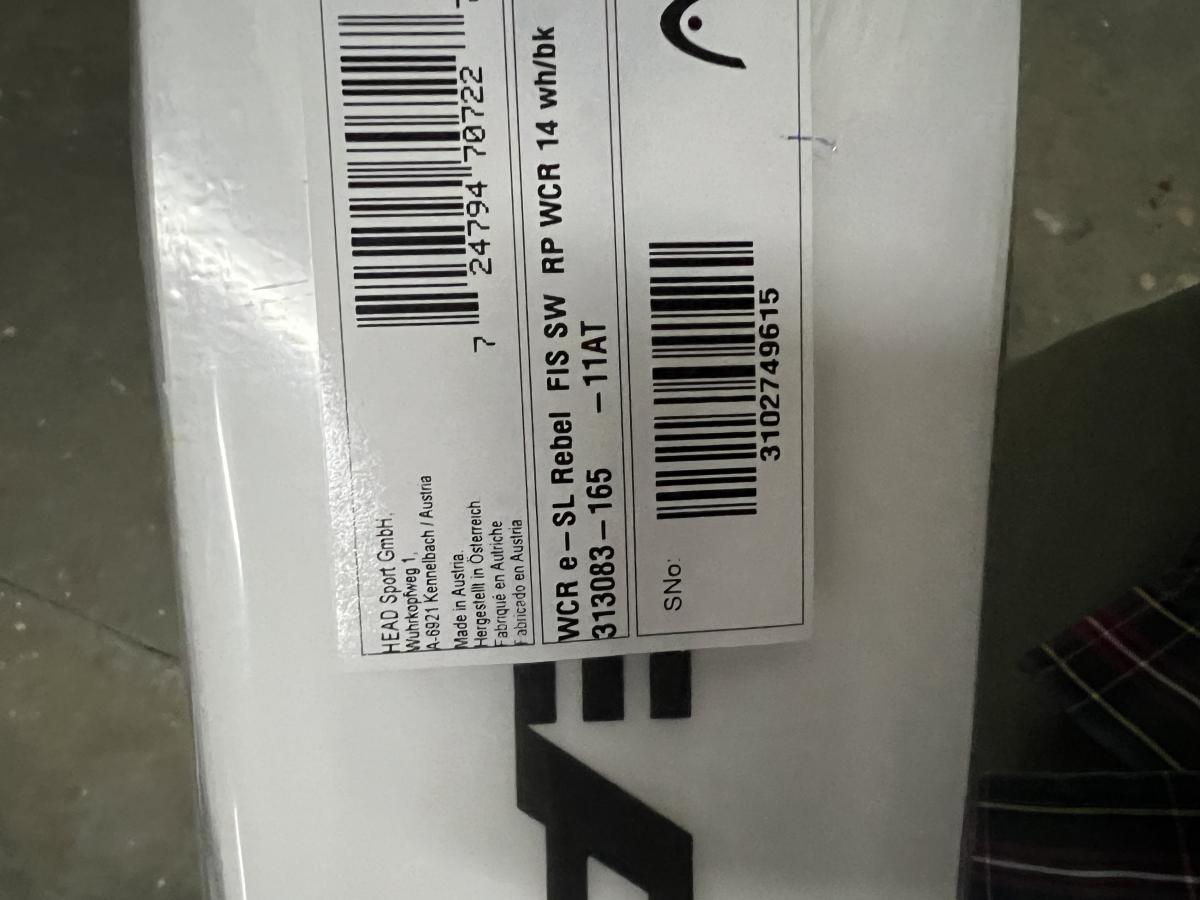 HEAD Sport GmbH,
Wuhrkopfweg 1,
A-6921 Kennelbach / Austria
Made in Austria.
Hergestellt in Österreich
Fabriqué en Autriche
Fabricado en Austria
7 24794 70722
WCR e-SL Rebel FIS SW RP WCR 14 wh/bk
313083-165 -11AT
SNo:
3102749615